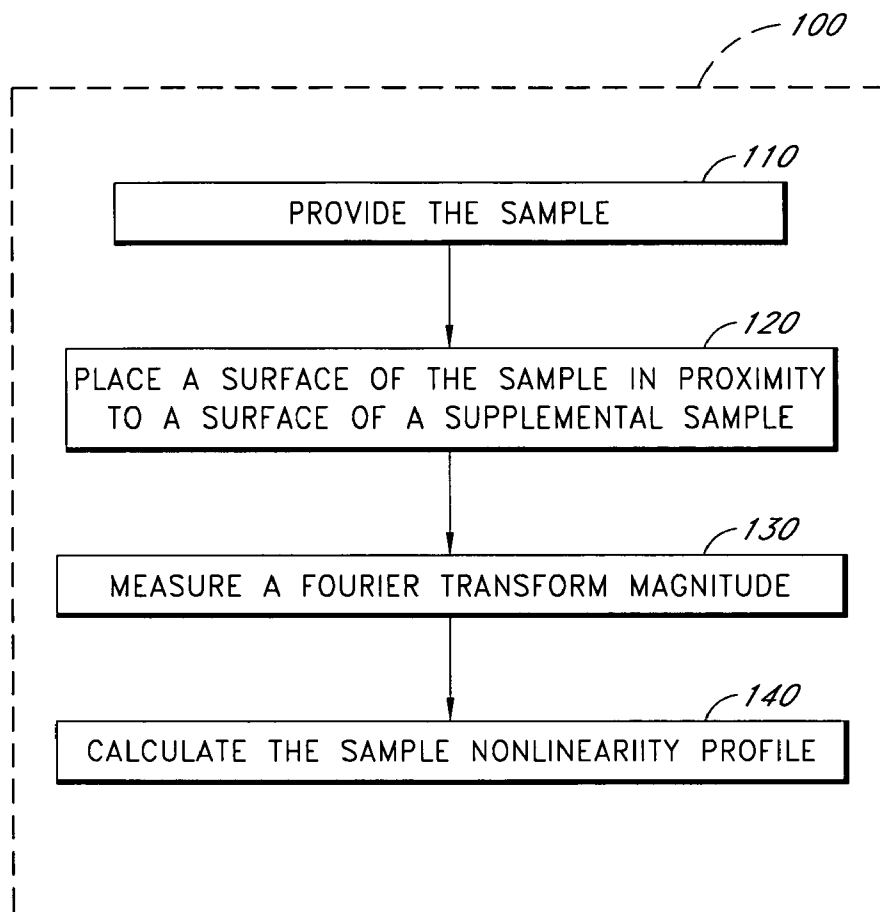 100
110
PROVIDE THE SAMPLE
120
PLACE A SURFACE OF THE SAMPLE IN PROXIMITY
TO A SURFACE OF A SUPPLEMENTAL SAMPLE
130
MEASURE A FOURIER TRANSFORM MAGNITUDE
140
CALCULATE THE SAMPLE NONLINEARIITY PROFILE